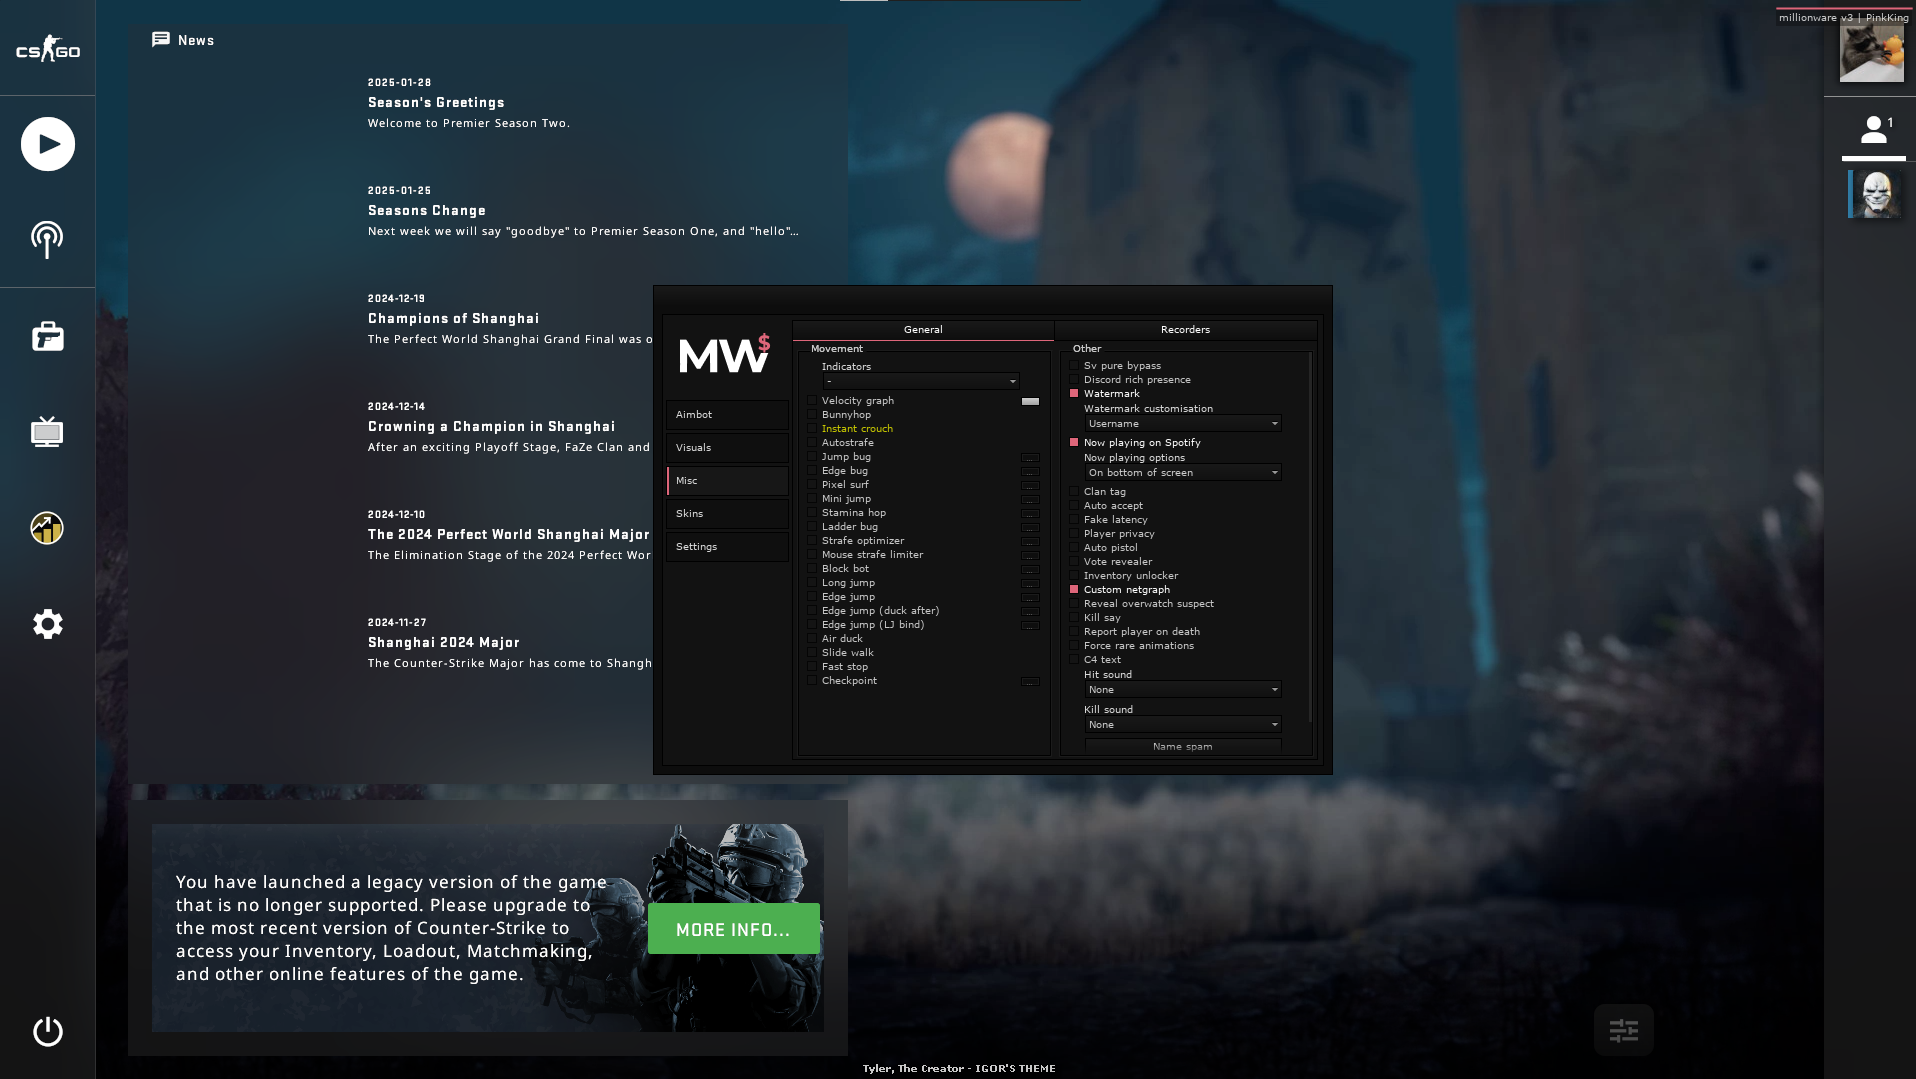 CS GO
News
2025-01-28
Season's Greetings
Welcome to Premier Season Two.
2025-01-25
Seasons Change
Next week we will say "goodbye" to Premier Season One, and "hello"...
2024-12-19
Champions of Shanghai
The Perfect World Shanghai Grand Final was o
2024-12-14
Crowning a Champion in Shanghai
After an exciting Playoff Stage, FaZe Clan and
2024-12-10
The 2024 Perfect World Shanghai Major
The Elimination Stage of the 2024 Perfect Wor
2024-11-27
Shanghai 2024 Major
The Counter-Strike Major has come to Shangh
You have launched a legacy version of the game
that is no longer supported. Please upgrade to
the most recent version of Counter-Strike to
access your Inventory, Loadout, Matchmaking,
and other online features of the game.
MORE INFO...
MW$
Aimbot
Visuals
Misc
Skins
Settings
General
Recorders
Movement
Indicators
-
Velocity graph
Bunnyhop
Instant crouch
Autostrafe
Jump bug
...
Edge bug
...
Pixel surf
...
Mini jump
...
Stamina hop
...
Ladder bug
...
Strafe optimizer
...
Mouse strafe limiter
...
Block bot
...
Long jump
...
Edge jump
...
Edge jump (duck after)
...
Edge jump (LJ bind)
...
Air duck
Slide walk
Fast stop
Checkpoint
...
Other
Sv pure bypass
Discord rich presence
Watermark
Watermark customisation
Username
Now playing on Spotify
Now playing options
On bottom of screen
Clan tag
Auto accept
Fake latency
Player privacy
Auto pistol
Vote revealer
Inventory unlocker
Custom netgraph
Reveal overwatch suspect
Kill say
Report player on death
Force rare animations
C4 text
Hit sound
None
Kill sound
None
Name spam
millionware v3 | PinkKing
1
Tyler, The Creator - IGOR'S THEME